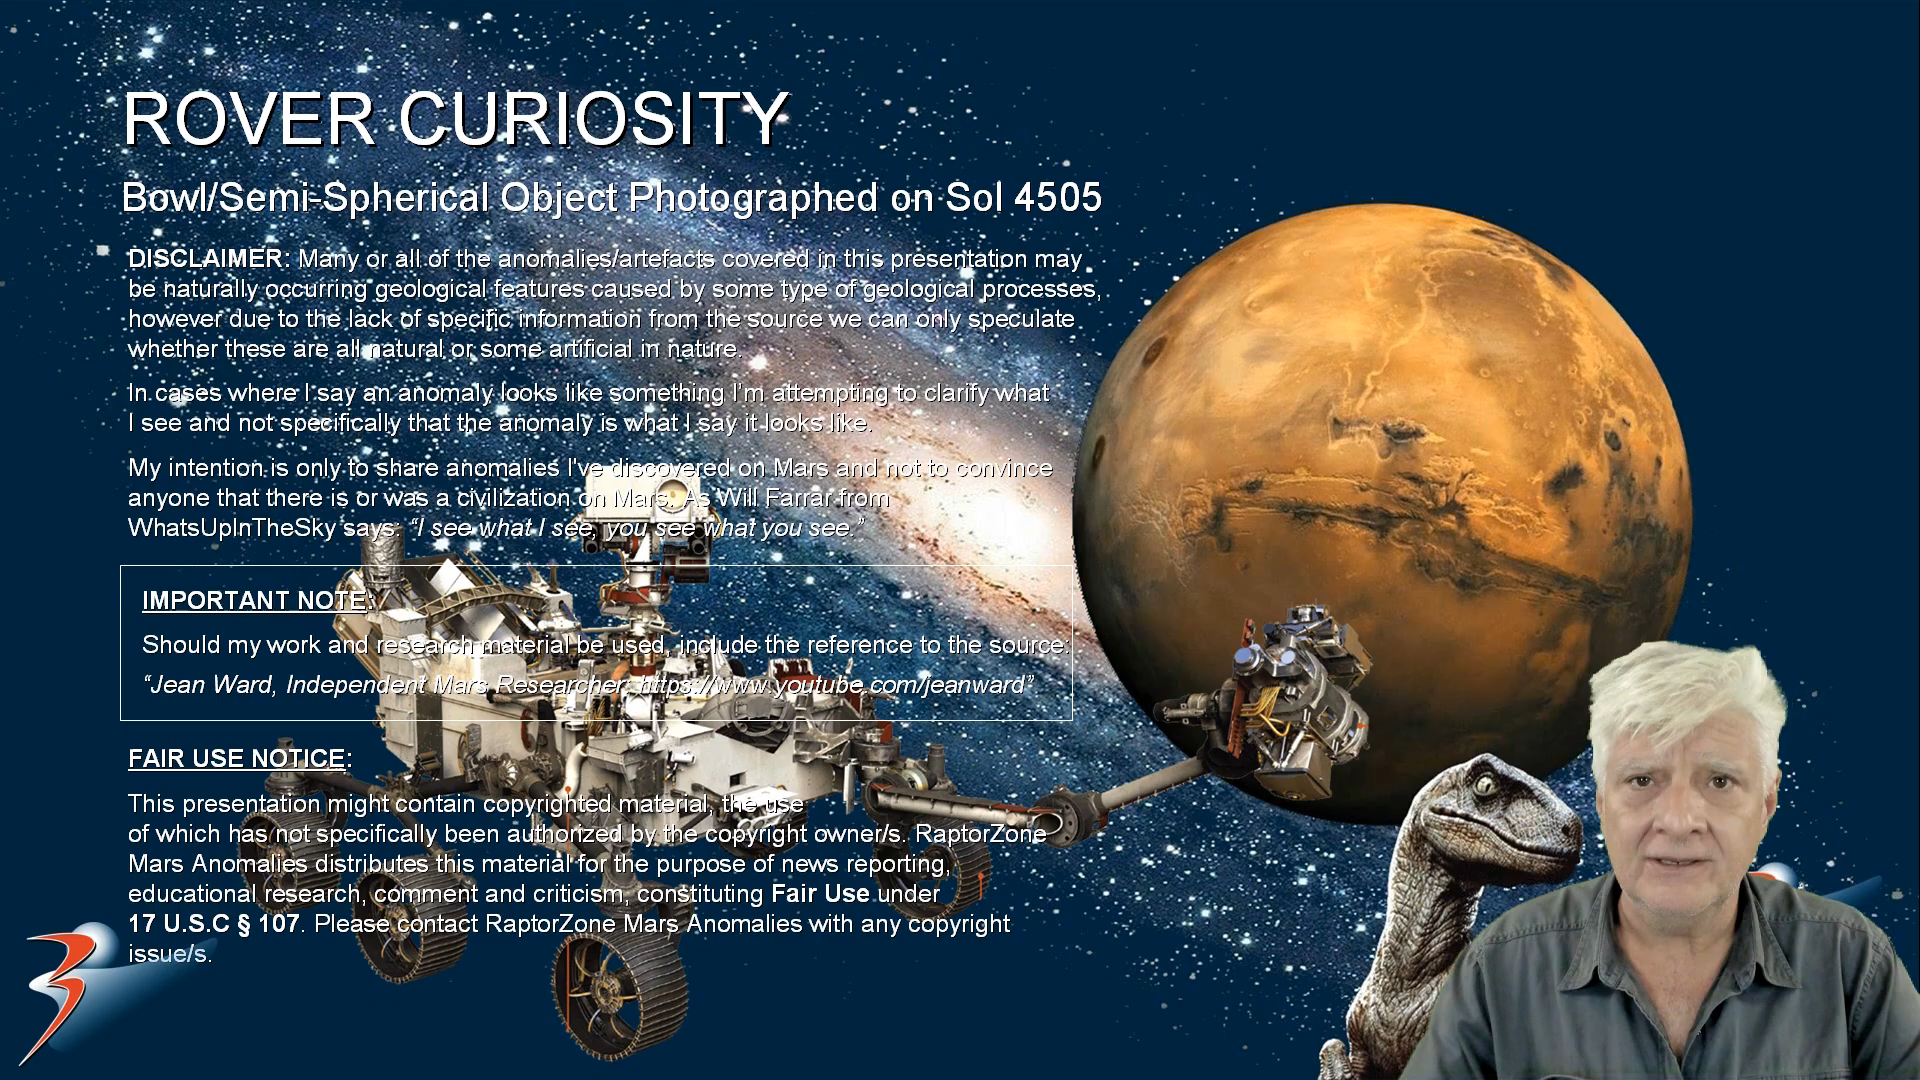 ROVER CURIOSITY
Bowl/Semi-Spherical Object Photographed on Sol 4505
DISCLAIMER: Many or all of the anomalies/artefacts covered in this presentation may
be naturally occurring geological features caused by some type of geological processes,
however due to the lack of specific information from the source we can only speculate
whether these are all natural or some artificial in nature.
In cases where I say an anomaly looks like something I'm attempting to clarify what
I see and not specifically that the anomaly is what I say it looks like.
My intention is only to share anomalies I've discovered on Mars and not to convince
anyone that there is or was a civilization on Mars. As Will Farrar from
WhatsUpInTheSky says: “I see what I see, you see what you see.”
IMPORTANT NOTE:
Should my work and research material be used, include the reference to the source:
“Jean Ward, Independent Mars Researcher: https://www.youtube.com/jeanward”
FAIR USE NOTICE:
This presentation might contain copyrighted material, the use
of which has not specifically been authorized by the copyright owner/s. RaptorZone
Mars Anomalies distributes this material for the purpose of news reporting,
educational research, comment and criticism, constituting Fair Use under
17 U.S.C § 107. Please contact RaptorZone Mars Anomalies with any copyright
issue/s.